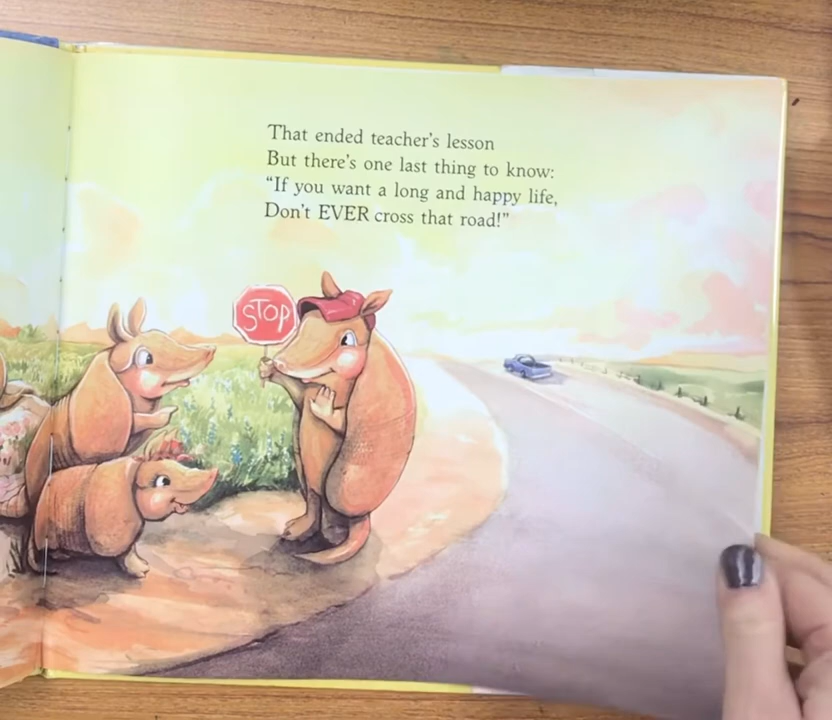 That ended teacher's lesson
But there's one last thing to know:
"If you want a long and happy life,
Don't EVER cross that road!"
STOP